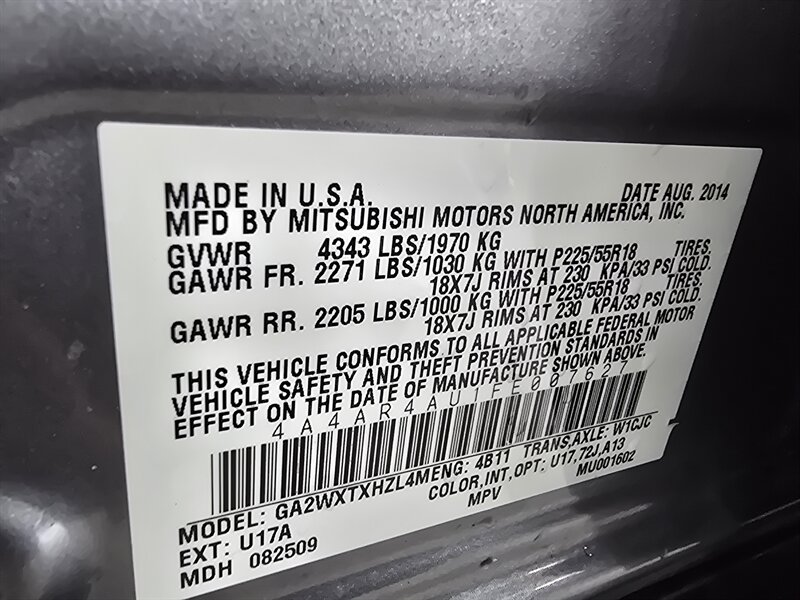 MADE IN U.S.A. DATE AUG. 2014
MFD BY MITSUBISHI MOTORS NORTH AMERICA, INC.
GVWR 4343 LBS/1970 KG
GAWR FR. 2271 LBS/1030 KG WITH P225/55R18 TIRES,
18X7J RIMS AT 230 KPA/33 PSI COLD.
GAWR RR. 2205 LBS/1000 KG WITH P225/55R18 TIRES,
18X7J RIMS AT 230 KPA/33 PSI COLD.
THIS VEHICLE CONFORMS TO ALL APPLICABLE FEDERAL MOTOR
VEHICLE SAFETY AND THEFT PREVENTION STANDARDS IN
EFFECT ON THE DATE OF MANUFACTURE SHOWN ABOVE.
4A4AR4AU1FE007627
MODEL: GA2WXTXHZL4MENG: 4B11 TRANS,AXLE: W1CJC
EXT: U17A COLOR,INT,OPT: U17,72J,A13
MDH 082509 MPV MU001602